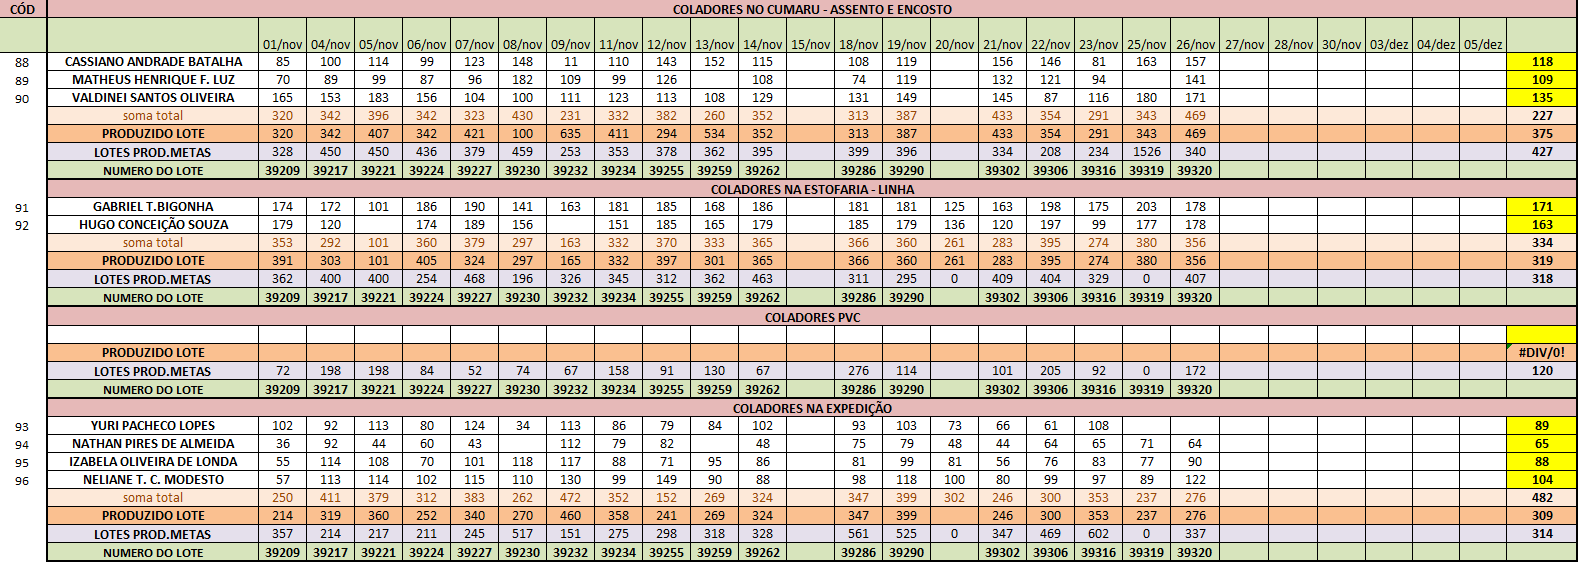 CÓD COLADORES NO CUMARU - ASSENTO E ENCOSTO
01/nov 04/nov 05/nov 06/nov 07/nov 08/nov 09/nov 11/nov 12/nov 13/nov 14/nov 15/nov 18/nov 19/nov 20/nov 21/nov 22/nov 23/nov 25/nov 26/nov 27/nov 28/nov 30/nov 03/dez 04/dez 05/dez
88 CASSIANO ANDRADE BATALHA 85 100 114 99 123 148 11 110 143 152 115 108 119 156 146 81 163 157 118
89 MATHEUS HENRIQUE F. LUZ 70 89 99 87 96 182 109 99 126 108 74 119 132 121 94 141 109
90 VALDINEI SANTOS OLIVEIRA 165 153 183 156 104 100 111 123 113 108 129 131 149 145 87 116 180 171 135
soma total 320 342 396 342 323 430 231 332 382 260 352 313 387 433 354 291 343 469 227
PRODUZIDO LOTE 320 342 407 342 421 100 635 411 294 534 352 313 387 433 354 291 343 469 375
LOTES PROD.METAS 328 450 450 436 379 459 253 353 378 362 395 399 396 334 208 234 1526 340 427
NUMERO DO LOTE 39209 39217 39221 39224 39227 39230 39232 39234 39255 39259 39262 39286 39290 39302 39306 39316 39319 39320
COLADORES NA ESTOFARIA - LINHA
91 GABRIEL T.BIGONHA 174 172 101 186 190 141 163 181 185 168 186 181 181 125 163 198 175 203 178 171
92 HUGO CONCEIÇÃO SOUZA 179 120 174 189 156 151 185 165 179 185 179 136 120 197 99 177 178 163
soma total 353 292 101 360 379 297 163 332 370 333 365 366 360 261 283 395 274 380 356 334
PRODUZIDO LOTE 391 303 101 405 324 297 165 332 397 301 365 366 360 261 283 395 274 380 356 319
LOTES PROD.METAS 362 400 400 254 468 196 326 345 312 362 463 311 295 0 409 404 329 0 407 318
NUMERO DO LOTE 39209 39217 39221 39224 39227 39230 39232 39234 39255 39259 39262 39286 39290 39302 39306 39316 39319 39320
COLADORES PVC
PRODUZIDO LOTE #DIV/0!
LOTES PROD.METAS 72 198 198 84 52 74 67 158 91 130 67 276 114 101 205 92 0 172 120
NUMERO DO LOTE 39209 39217 39221 39224 39227 39230 39232 39234 39255 39259 39262 39286 39290 39302 39306 39316 39319 39320
COLADORES NA EXPEDIÇÃO
93 YURI PACHECO LOPES 102 92 113 80 124 34 113 86 79 84 102 93 103 73 66 61 108 89
94 NATHAN PIRES DE ALMEIDA 36 92 44 60 43 112 79 82 48 75 79 48 44 64 65 71 64 65
95 IZABELA OLIVEIRA DE LONDA 55 114 108 70 101 118 117 88 71 95 86 81 99 81 56 76 83 77 90 88
96 NELIANE T. C. MODESTO 57 113 114 102 115 110 130 99 149 90 88 98 118 100 80 99 97 89 122 104
soma total 250 411 379 312 383 262 472 352 152 269 324 347 399 302 246 300 353 237 276 482
PRODUZIDO LOTE 214 319 360 252 340 270 460 358 241 269 324 347 399 246 300 353 237 276 309
LOTES PROD.METAS 357 214 217 211 245 517 151 275 298 318 328 561 525 0 347 469 602 0 337 314
NUMERO DO LOTE 39209 39217 39221 39224 39227 39230 39232 39234 39255 39259 39262 39286 39290 39302 39306 39316 39319 39320